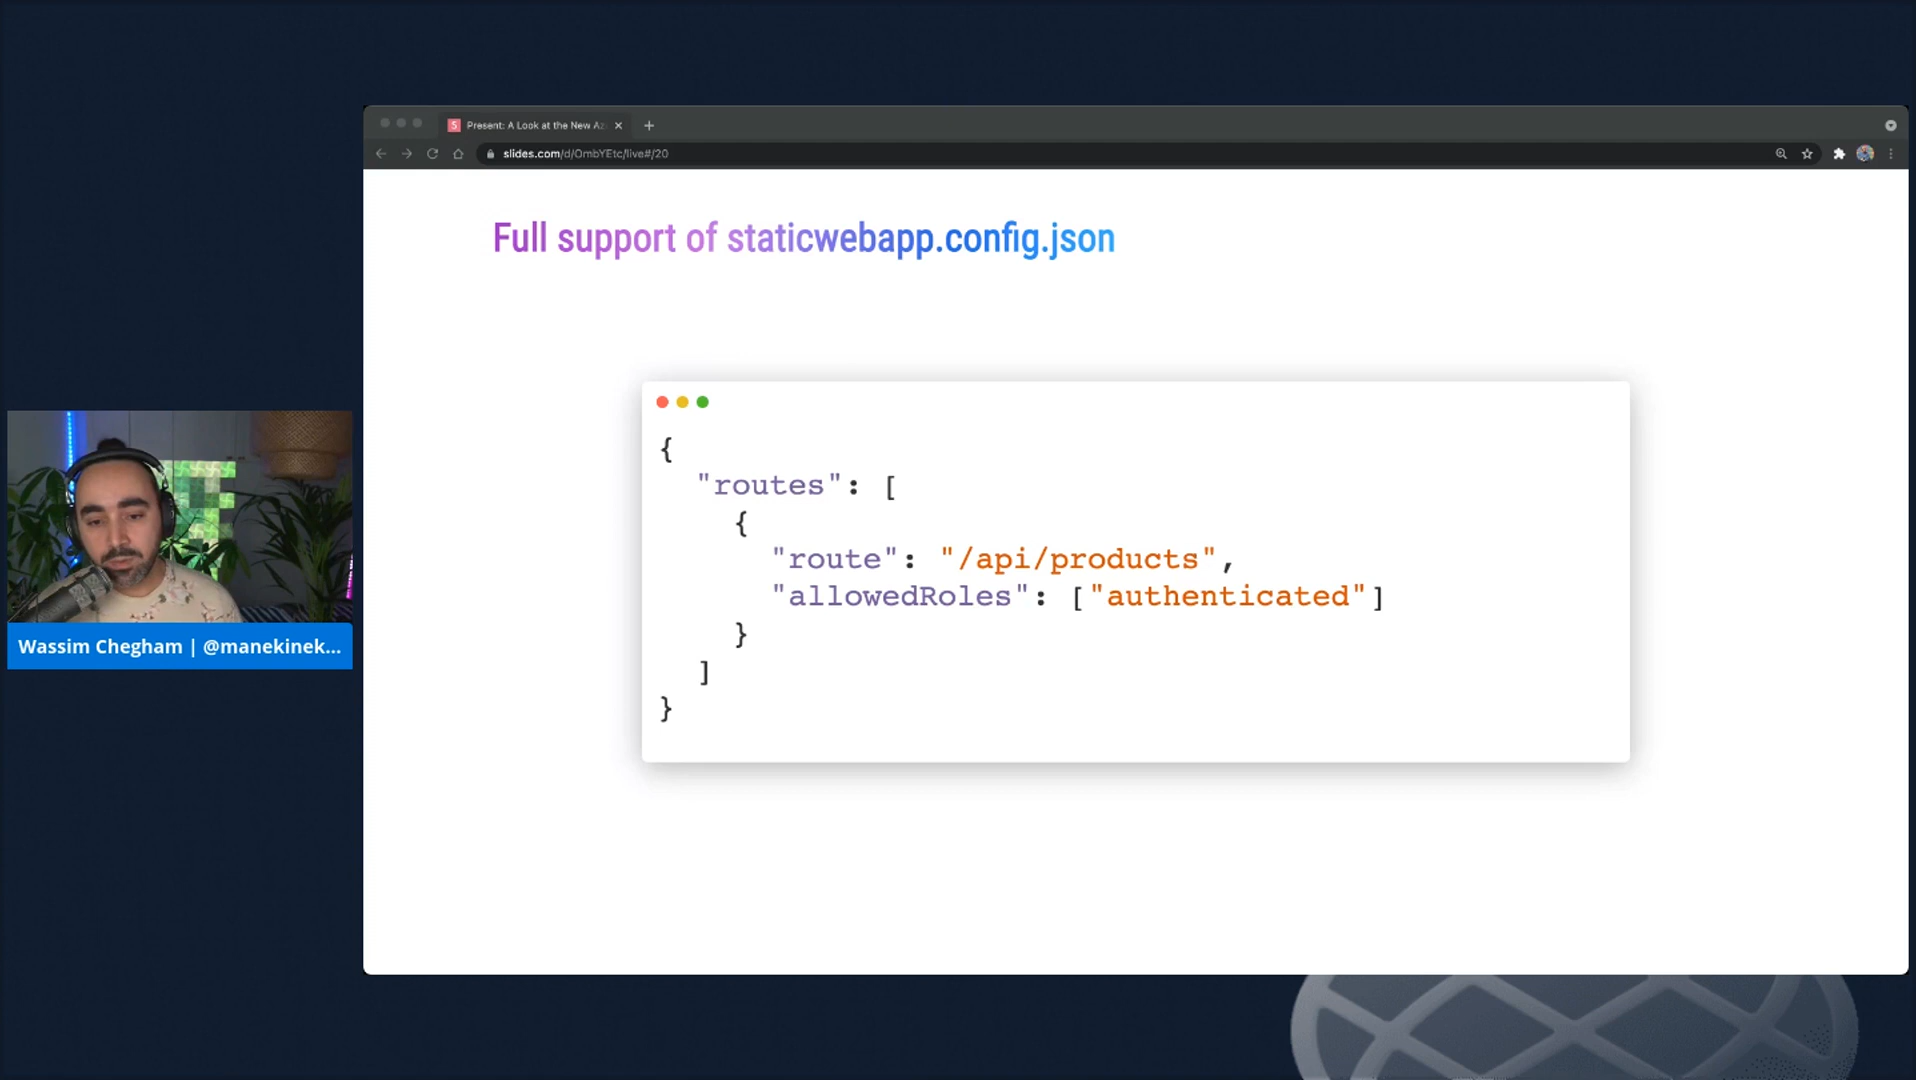 Present: A Look at the New Az
slides.com/d/OmbYEtc/live#/20
Full support of staticwebapp.config.json
{
"routes": [
{
"route": "/api/products",
"allowedRoles": ["authenticated"]
}
]
}
Wassim Chegham | @manekinek...